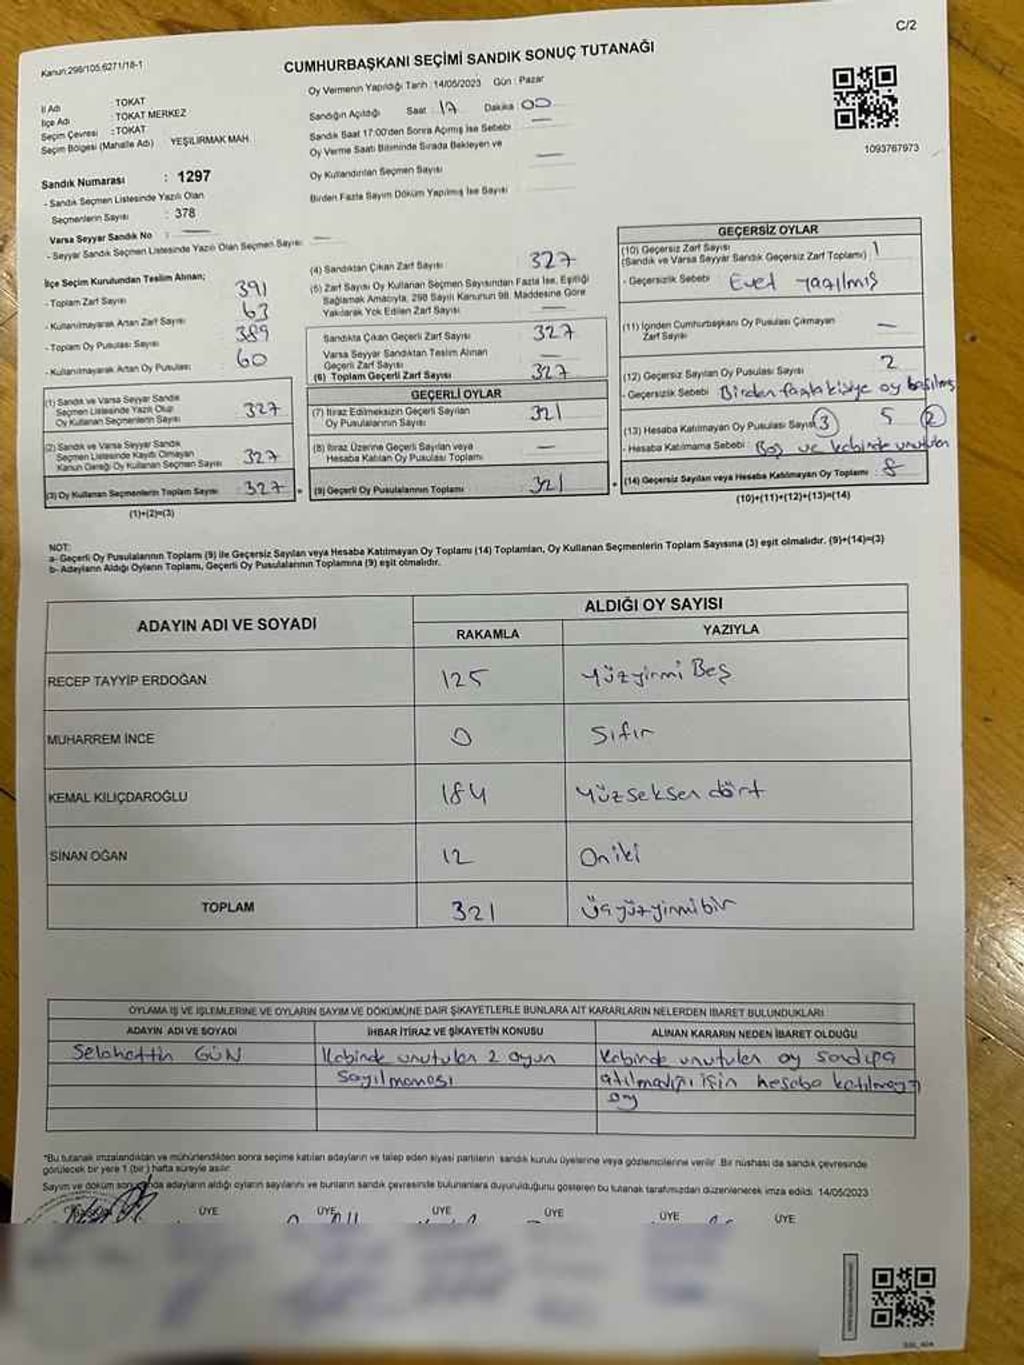 C/2
Kanun:298/105,6271/18-1
CUMHURBAŞKANI SEÇİMİ SANDIK SONUÇ TUTANAĞI
Oy Vermenin Yapıldığı Tarih : 14/05/2023 Gün : Pazar
İl Adı : TOKAT
İlçe Adı : TOKAT MERKEZ
Seçim Çevresi : TOKAT
Seçim Bölgesi (Mahalle Adı) YEŞİLIRMAK MAH.
Sandığın Açıldığı Saat : 17 Dakika : 00
Sandık Saat 17:00'den Sonra Açımış İse Sebebi —
Oy Verme Saati Bitiminde Sırada Bekleyen ve
Oy Kullandırılan Seçmen Sayısı —
Birden Fazla Sayım Döküm Yapılmış İse Sayısı
1093767973
Sandık Numarası : 1297
- Sandık Seçmen Listesinde Yazılı Olan
Seçmenlerin Sayısı : 378
Varsa Seyyar Sandık No : —
- Seyyar Sandık Seçmen Listesinde Yazılı Olan Seçmen Sayısı : —
İlçe Seçim Kurulundan Teslim Alınan;
- Toplam Zarf Sayısı 391
- Kullanılmayarak Artan Zarf Sayısı 63
- Toplam Oy Pusulası Sayısı 389
- Kullanılmayarak Artan Oy Pusulası 60
(1) Sandık ve Varsa Seyyar Sandık
Seçmen Listesinde Yazılı Olup
Oy Kullanan Seçmenlerin Sayısı 327
(2) Sandık ve Varsa Seyyar Sandık
Seçmen Listesinde Kaydı Olmayan
Kanun Gereği Oy Kullanan Seçmen Sayısı 327
(3) Oy Kullanan Seçmenlerin Toplam Sayısı 327
(1)+(2)=(3)
(4) Sandıktan Çıkan Zarf Sayısı 327
(5) Zarf Sayısı Oy Kullanan Seçmen Sayısından Fazla İse, Eşitliği
Sağlamak Amacıyla, 298 Sayılı Kanunun 98. Maddesine Göre
Yakılarak Yok Edilen Zarf Sayısı —
Sandıkta Çıkan Geçerli Zarf Sayısı 327
Varsa Seyyar Sandıktan Teslim Alınan
Geçerli Zarf Sayısı —
(6) Toplam Geçerli Zarf Sayısı 327
GEÇERLİ OYLAR
(7) İtiraz Edilmeksizin Geçerli Sayılan
Oy Pusulasının Sayısı 321
(8) İtiraz Üzerine Geçerli Sayılan veya
Hesaba Katılan Oy Pusulası Toplamı —
(9) Geçerli Oy Pusulalarının Toplamı 321
GEÇERSİZ OYLAR
(10) Geçersiz Zarf Sayısı
(Sandık ve Varsa Seyyar Sandık Geçersiz Zarf Toplamı) 1
- Geçersizlik Sebebi Evet yazılmış
(11) İçinden Cumhurbaşkanı Oy Pusulası Çıkmayan
Zarf Sayısı —
(12) Geçersiz Sayılan Oy Pusulası Sayısı 2
- Geçersizlik Sebebi Birden fazla kişiye oy basılmış
(13) Hesaba Katılmayan Oy Pusulası Sayısı 3 5 2
- Hesaba Katılmama Sebebi : Boş ve kabinde unutulan
(14) Geçersiz Sayılan veya Hesaba Katılmayan Oy Toplamı : 8
(10)+(11)+(12)+(13)=(14)
NOT:
a- Geçerli Oy Pusulalarının Toplamı (9) ile Geçersiz Sayılan veya Hesaba Katılmayan Oy Toplamı (14) Toplamları, Oy Kullanan Seçmenlerin Toplam Sayısına (3) eşit olmalıdır. (9)+(14)=(3)
b- Adayların Aldığı Oyların Toplamı, Geçerli Oy Pusulalarının Toplamına (9) eşit olmalıdır.
ADAYIN ADI VE SOYADI ALDIĞI OY SAYISI
RAKAMLA YAZIYLA
RECEP TAYYİP ERDOĞAN 125 Yüzyirmi Beş
MUHARREM İNCE 0 Sıfır
KEMAL KILIÇDAROĞLU 184 Yüzseksen dört
SİNAN OĞAN 12 Oniki
TOPLAM 321 Üçyüzyirmibir
OYLAMA İŞ VE İŞLEMLERİNE VE OYLARIN SAYIM VE DÖKÜMÜNE DAİR ŞİKAYETLERLE BUNLARA AİT KARARLARIN NELERDEN İBARET BULUNDUKLARI
ADAYIN ADI VE SOYADI İHBAR İTİRAZ VE ŞİKAYETİN KONUSU ALINAN KARARIN NEDEN İBARET OLDUĞU
Selahattin GÜN Kabinde unutulan 2 oyun Kabinde unutulan oy sandığa
sayılmaması atılmadığı için hesaba katılmayan
oy
*Bu tutanak imzalandıktan ve mühürlendikten sonra seçime katılan adayların ve talep eden siyasi partilerin sandık kurulu üyelerine veya gözlemcilerine verilir. Bir nüshası da sandık çevresinde
görülecek bir yere 1 (bir) hafta süreyle asılır.
Sayım ve döküm sonunda adayların aldığı oyların sayılarını ve bunların sandık çevresinde bulunanlara duyurulduğunu gösteren bu tutanak tarafımızdan düzenlenerek imza edildi. 14/05/2023
ÜYE ÜYE ÜYE ÜYE ÜYE ÜYE